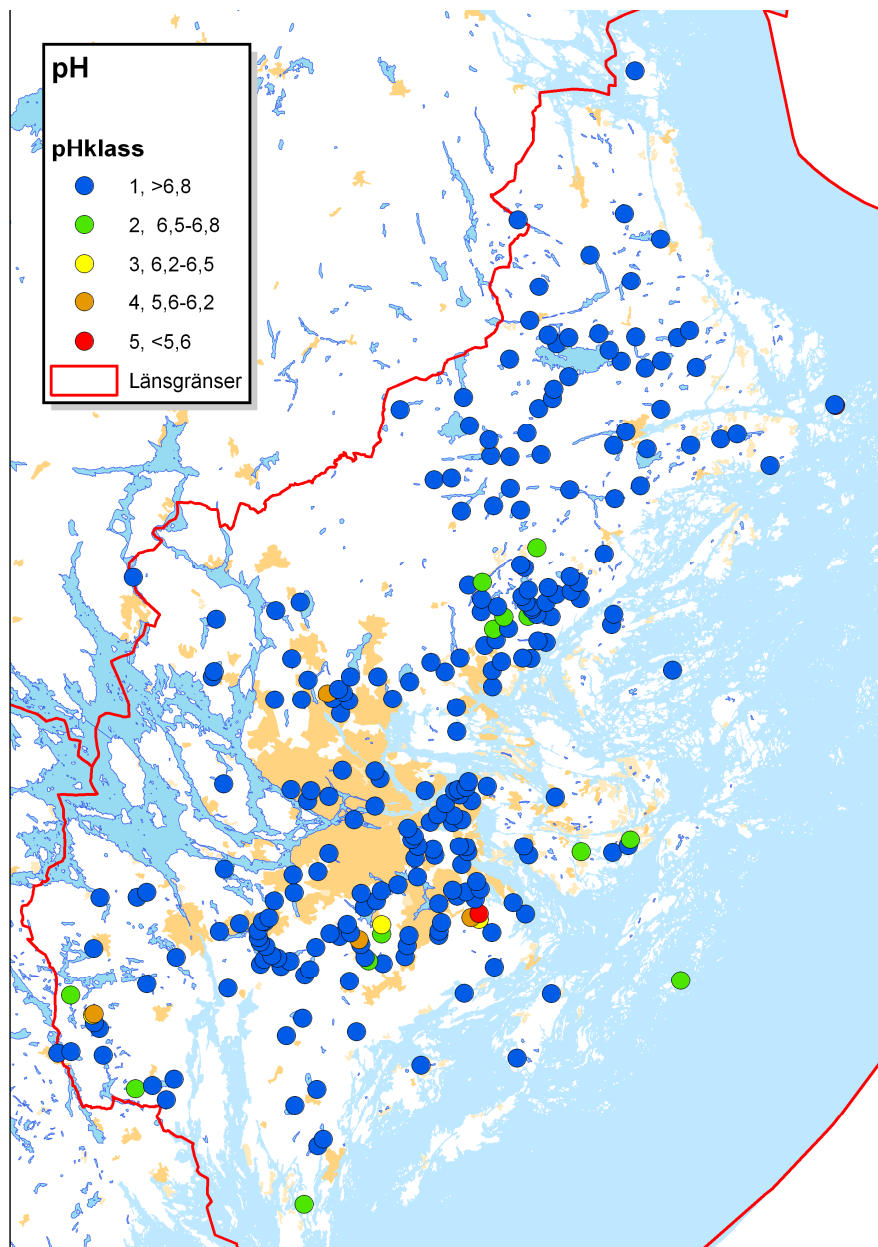 pH
pHklass
1, >6,8
2, 6,5-6,8
3, 6,2-6,5
4, 5,6-6,2
5, <5,6
Länsgränser